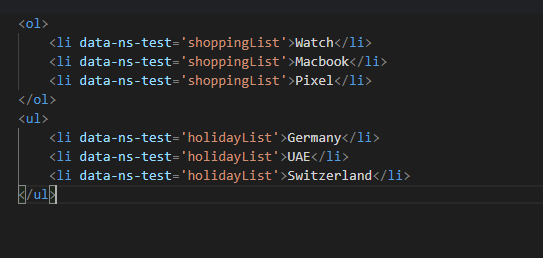 <ol>
    <li data-ns-test='shoppingList'>Watch</li>
    <li data-ns-test='shoppingList'>Macbook</li>
    <li data-ns-test='shoppingList'>Pixel</li>
</ol>
<ul>
    <li data-ns-test='holidayList'>Germany</li>
    <li data-ns-test='holidayList'>UAE</li>
    <li data-ns-test='holidayList'>Switzerland</li>
</ul>